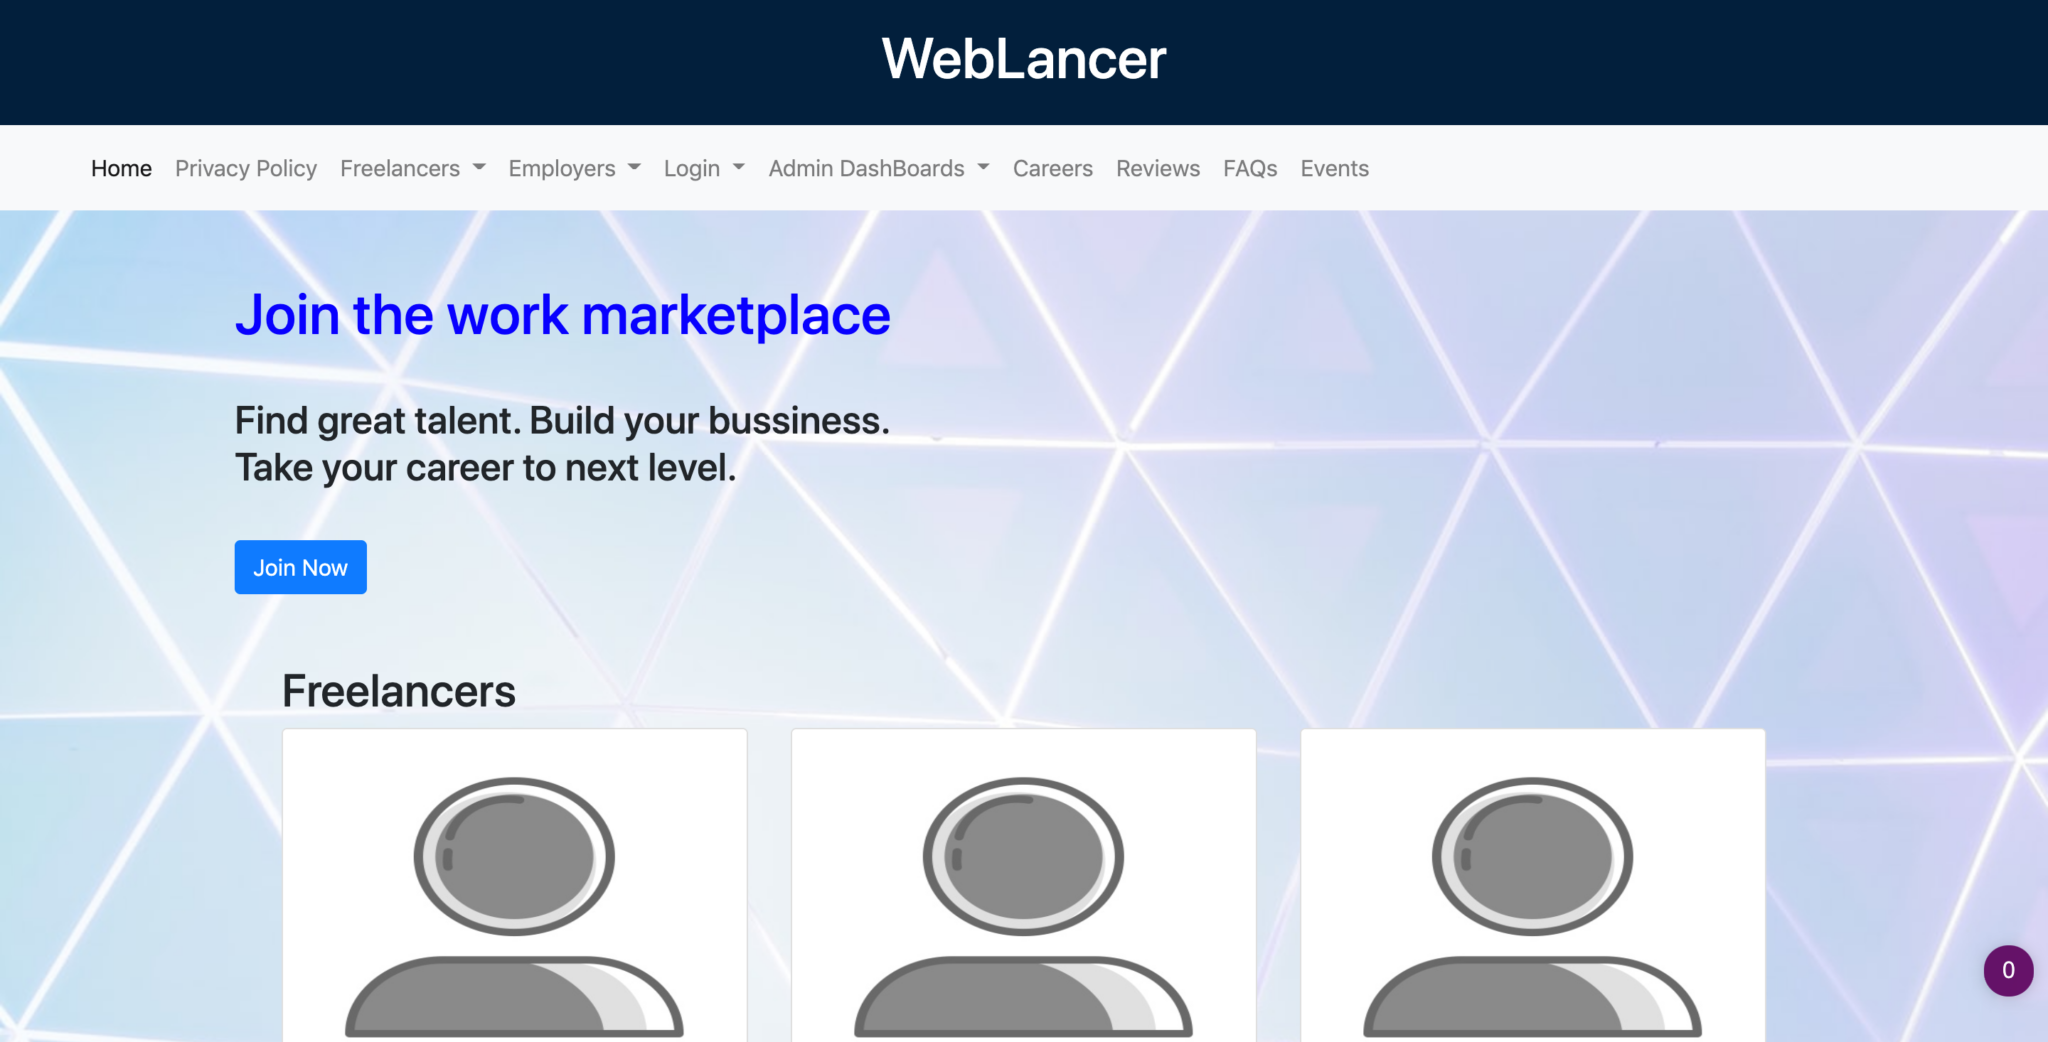 WebLancer
Home Privacy Policy Freelancers Employers Login Admin DashBoards Careers Reviews FAQs Events
Join the work marketplace
Find great talent. Build your bussiness.
Take your career to next level.
Join Now
Freelancers
0